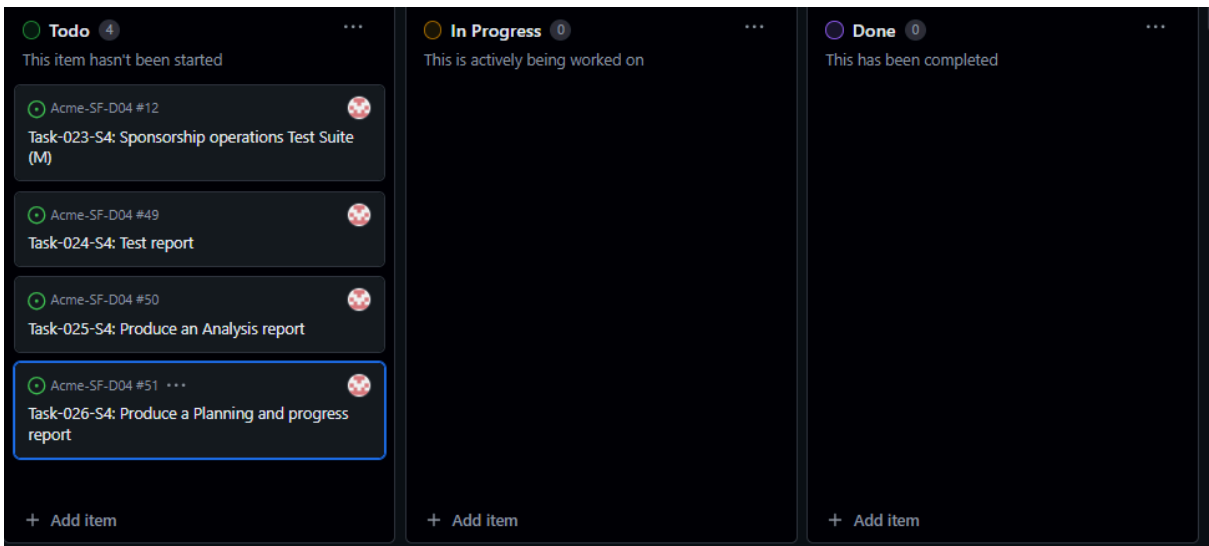 Todo 4
This item hasn't been started
Acme-SF-D04 #12
Task-023-S4: Sponsorship operations Test Suite
(M)
Acme-SF-D04 #49
Task-024-S4: Test report
Acme-SF-D04 #50
Task-025-S4: Produce an Analysis report
Acme-SF-D04 #51
Task-026-S4: Produce a Planning and progress
report
+ Add item
In Progress 0
This is actively being worked on
+ Add item
Done 0
This has been completed
+ Add item